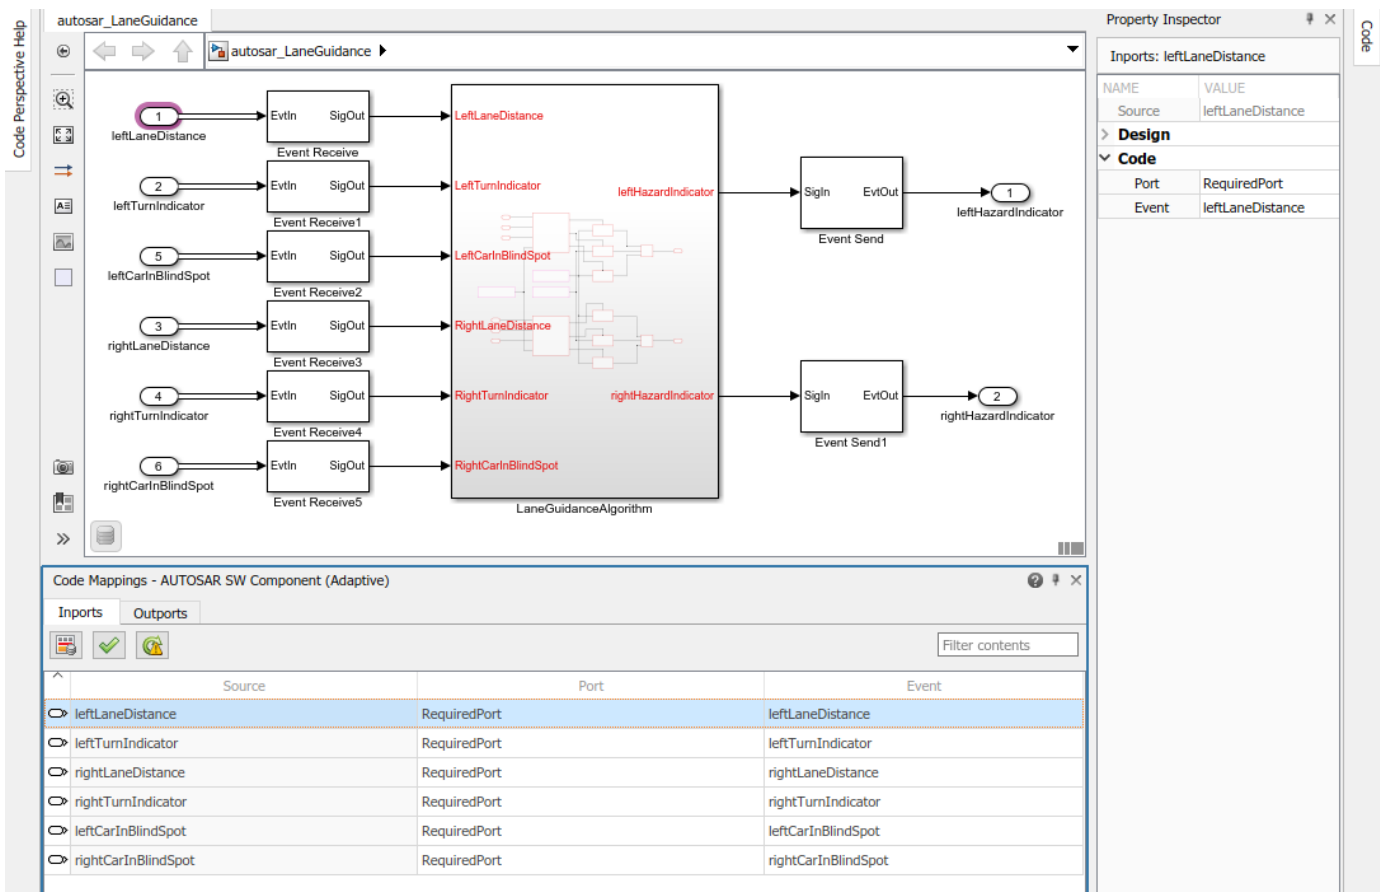 Code Perspective Help
autosar_LaneGuidance
autosar_LaneGuidance
1
leftLaneDistance
EvtIn SigOut
Event Receive
LeftLaneDistance
2
leftTurnIndicator
EvtIn SigOut
Event Receive1
LeftTurnIndicator
5
leftCarInBlindSpot
EvtIn SigOut
Event Receive2
LeftCarInBlindSpot
3
rightLaneDistance
EvtIn SigOut
Event Receive3
RightLaneDistance
4
rightTurnIndicator
EvtIn SigOut
Event Receive4
RightTurnIndicator
6
rightCarInBlindSpot
EvtIn SigOut
Event Receive5
RightCarInBlindSpot
LaneGuidanceAlgorithm
leftHazardIndicator
SigIn EvtOut
Event Send
1
leftHazardIndicator
rightHazardIndicator
SigIn EvtOut
Event Send1
2
rightHazardIndicator
A
Property Inspector
Inports: leftLaneDistance
NAME VALUE
Source leftLaneDistance
Design
Code
Port RequiredPort
Event leftLaneDistance
Code
Code Mappings - AUTOSAR SW Component (Adaptive)
Inports Outports
Filter contents
Source Port Event
leftLaneDistance RequiredPort leftLaneDistance
leftTurnIndicator RequiredPort leftTurnIndicator
rightLaneDistance RequiredPort rightLaneDistance
rightTurnIndicator RequiredPort rightTurnIndicator
leftCarInBlindSpot RequiredPort leftCarInBlindSpot
rightCarInBlindSpot RequiredPort rightCarInBlindSpot